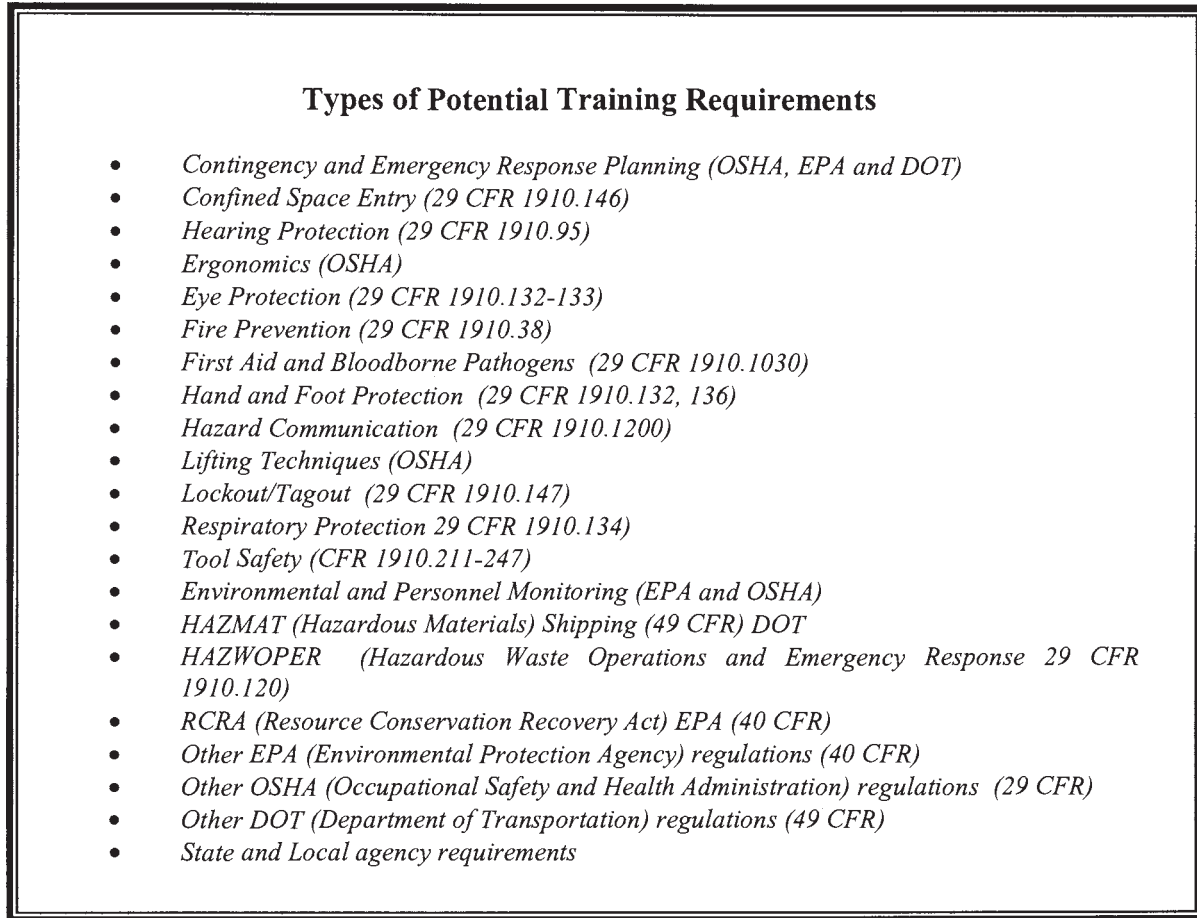 Types of Potential Training Requirements
• Contingency and Emergency Response Planning (OSHA, EPA and DOT)
• Confined Space Entry (29 CFR 1910.146)
• Hearing Protection (29 CFR 1910.95)
• Ergonomics (OSHA)
• Eye Protection (29 CFR 1910.132-133)
• Fire Prevention (29 CFR 1910.38)
• First Aid and Bloodborne Pathogens (29 CFR 1910.1030)
• Hand and Foot Protection (29 CFR 1910.132, 136)
• Hazard Communication (29 CFR 1910.1200)
• Lifting Techniques (OSHA)
• Lockout/Tagout (29 CFR 1910.147)
• Respiratory Protection 29 CFR 1910.134)
• Tool Safety (CFR 1910.211-247)
• Environmental and Personnel Monitoring (EPA and OSHA)
• HAZMAT (Hazardous Materials) Shipping (49 CFR) DOT
• HAZWOPER (Hazardous Waste Operations and Emergency Response 29 CFR
1910.120)
• RCRA (Resource Conservation Recovery Act) EPA (40 CFR)
• Other EPA (Environmental Protection Agency) regulations (40 CFR)
• Other OSHA (Occupational Safety and Health Administration) regulations (29 CFR)
• Other DOT (Department of Transportation) regulations (49 CFR)
• State and Local agency requirements